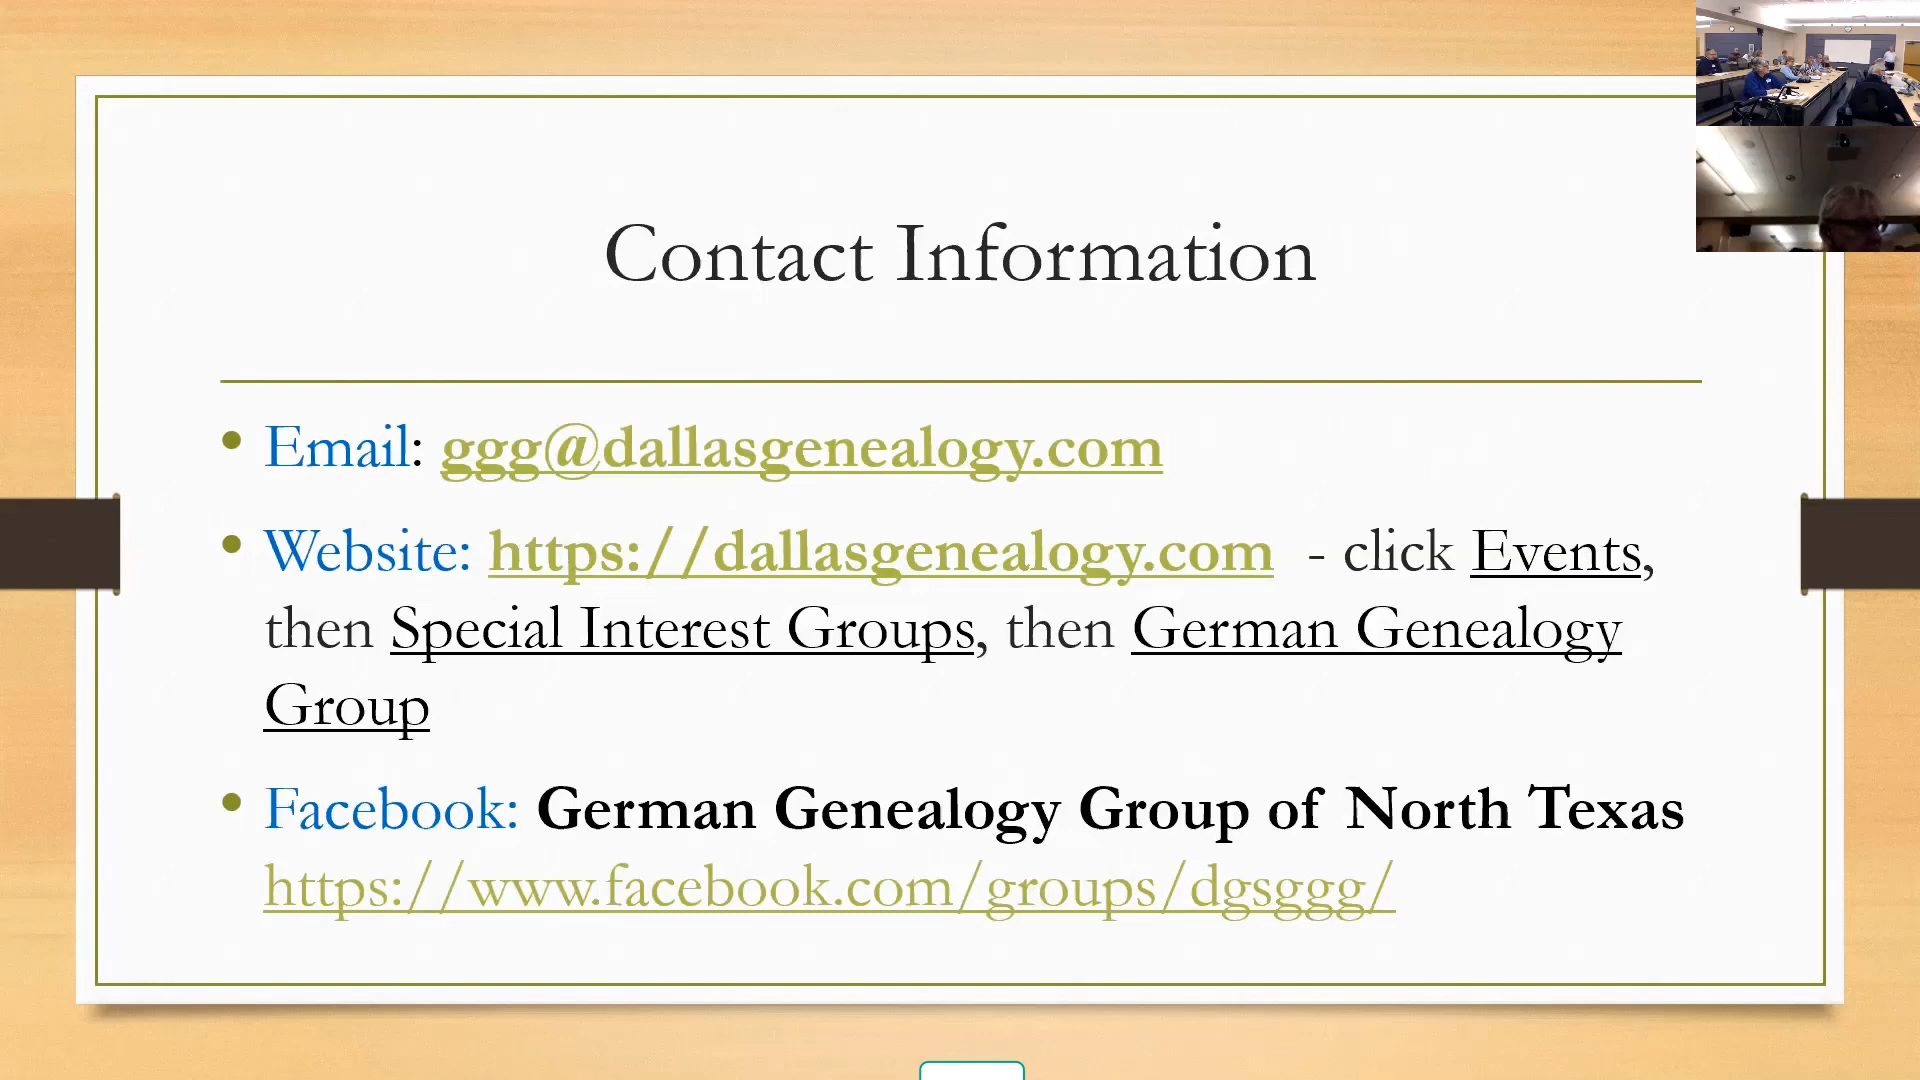 Contact Information
• Email: ggg@dallasgenealogy.com
• Website: https://dallasgenealogy.com - click Events,
then Special Interest Groups, then German Genealogy
Group
• Facebook: German Genealogy Group of North Texas
https://www.facebook.com/groups/dgsggg/